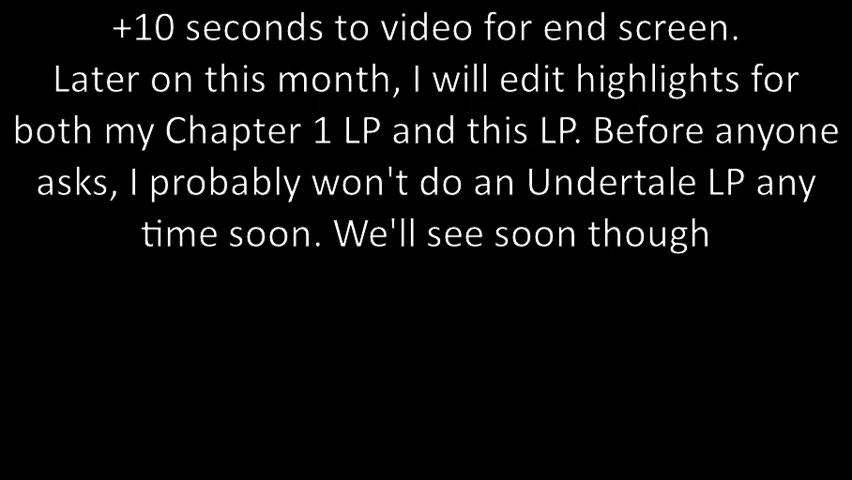 +10 seconds to video for end screen.
Later on this month, I will edit highlights for
both my Chapter 1 LP and this LP. Before anyone
asks, I probably won't do an Undertale LP any
time soon. We'll see soon though